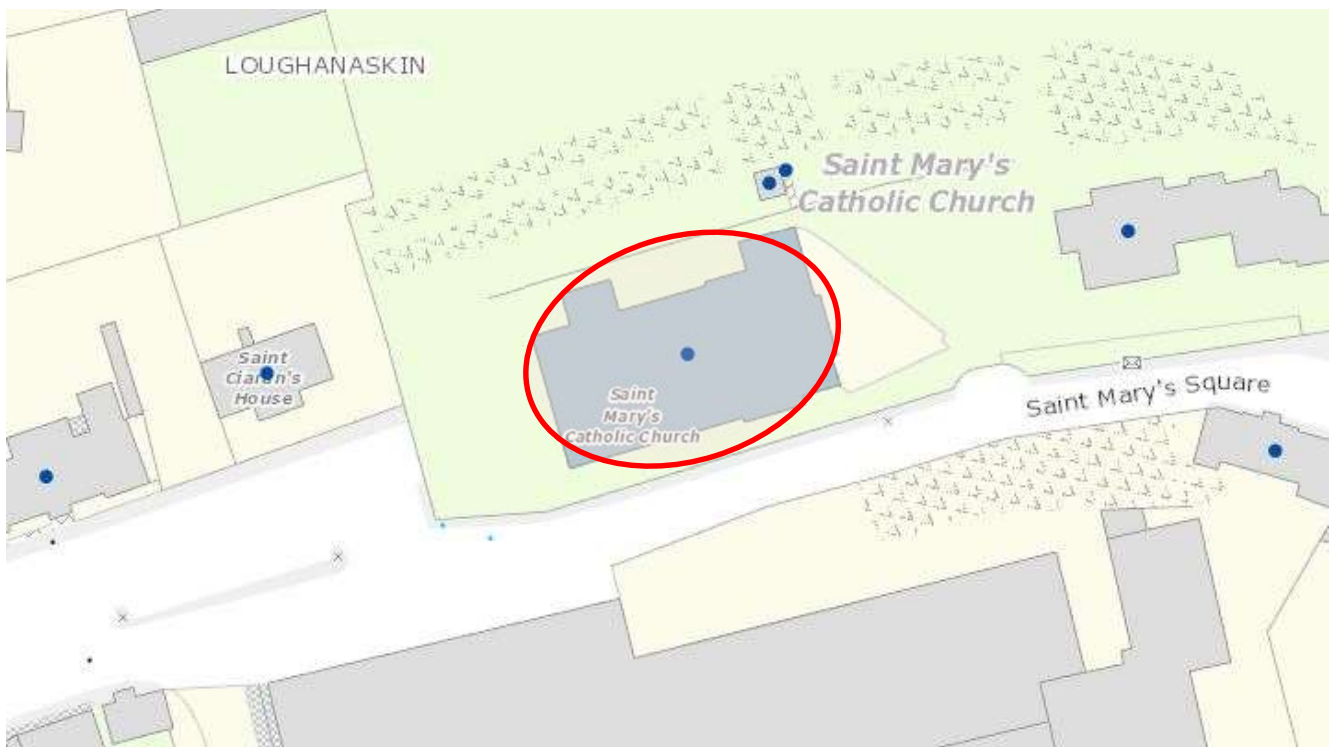 LOUGHANASKIN
Saint Mary's
Catholic Church
Saint
Ciaran's
House
Saint
Mary's
Catholic Church
Saint Mary's Square